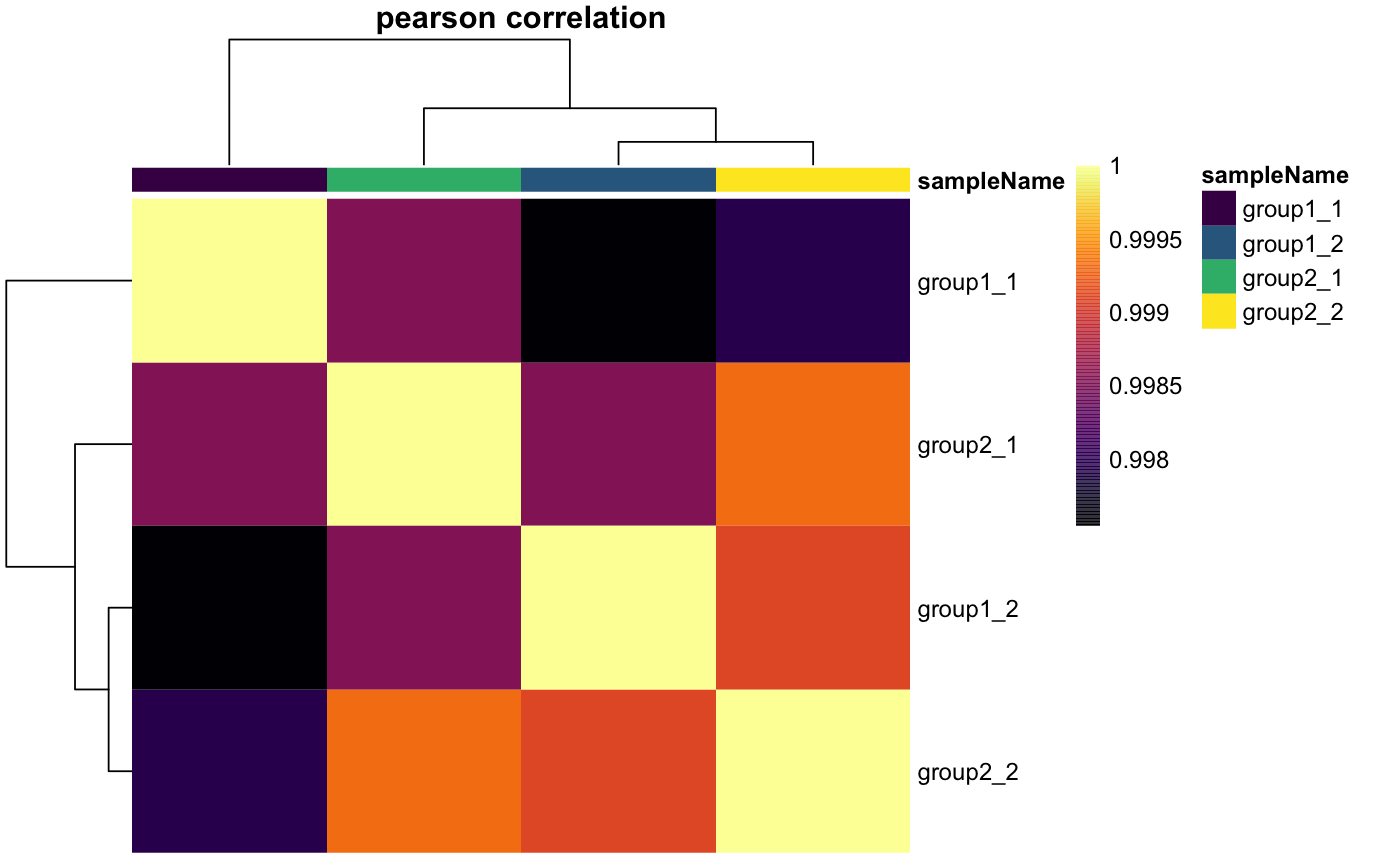 pearson correlation
sampleName
group1_1
group2_1
group1_2
group2_2
1
0.9995
0.999
0.9985
0.998
sampleName
group1_1
group1_2
group2_1
group2_2